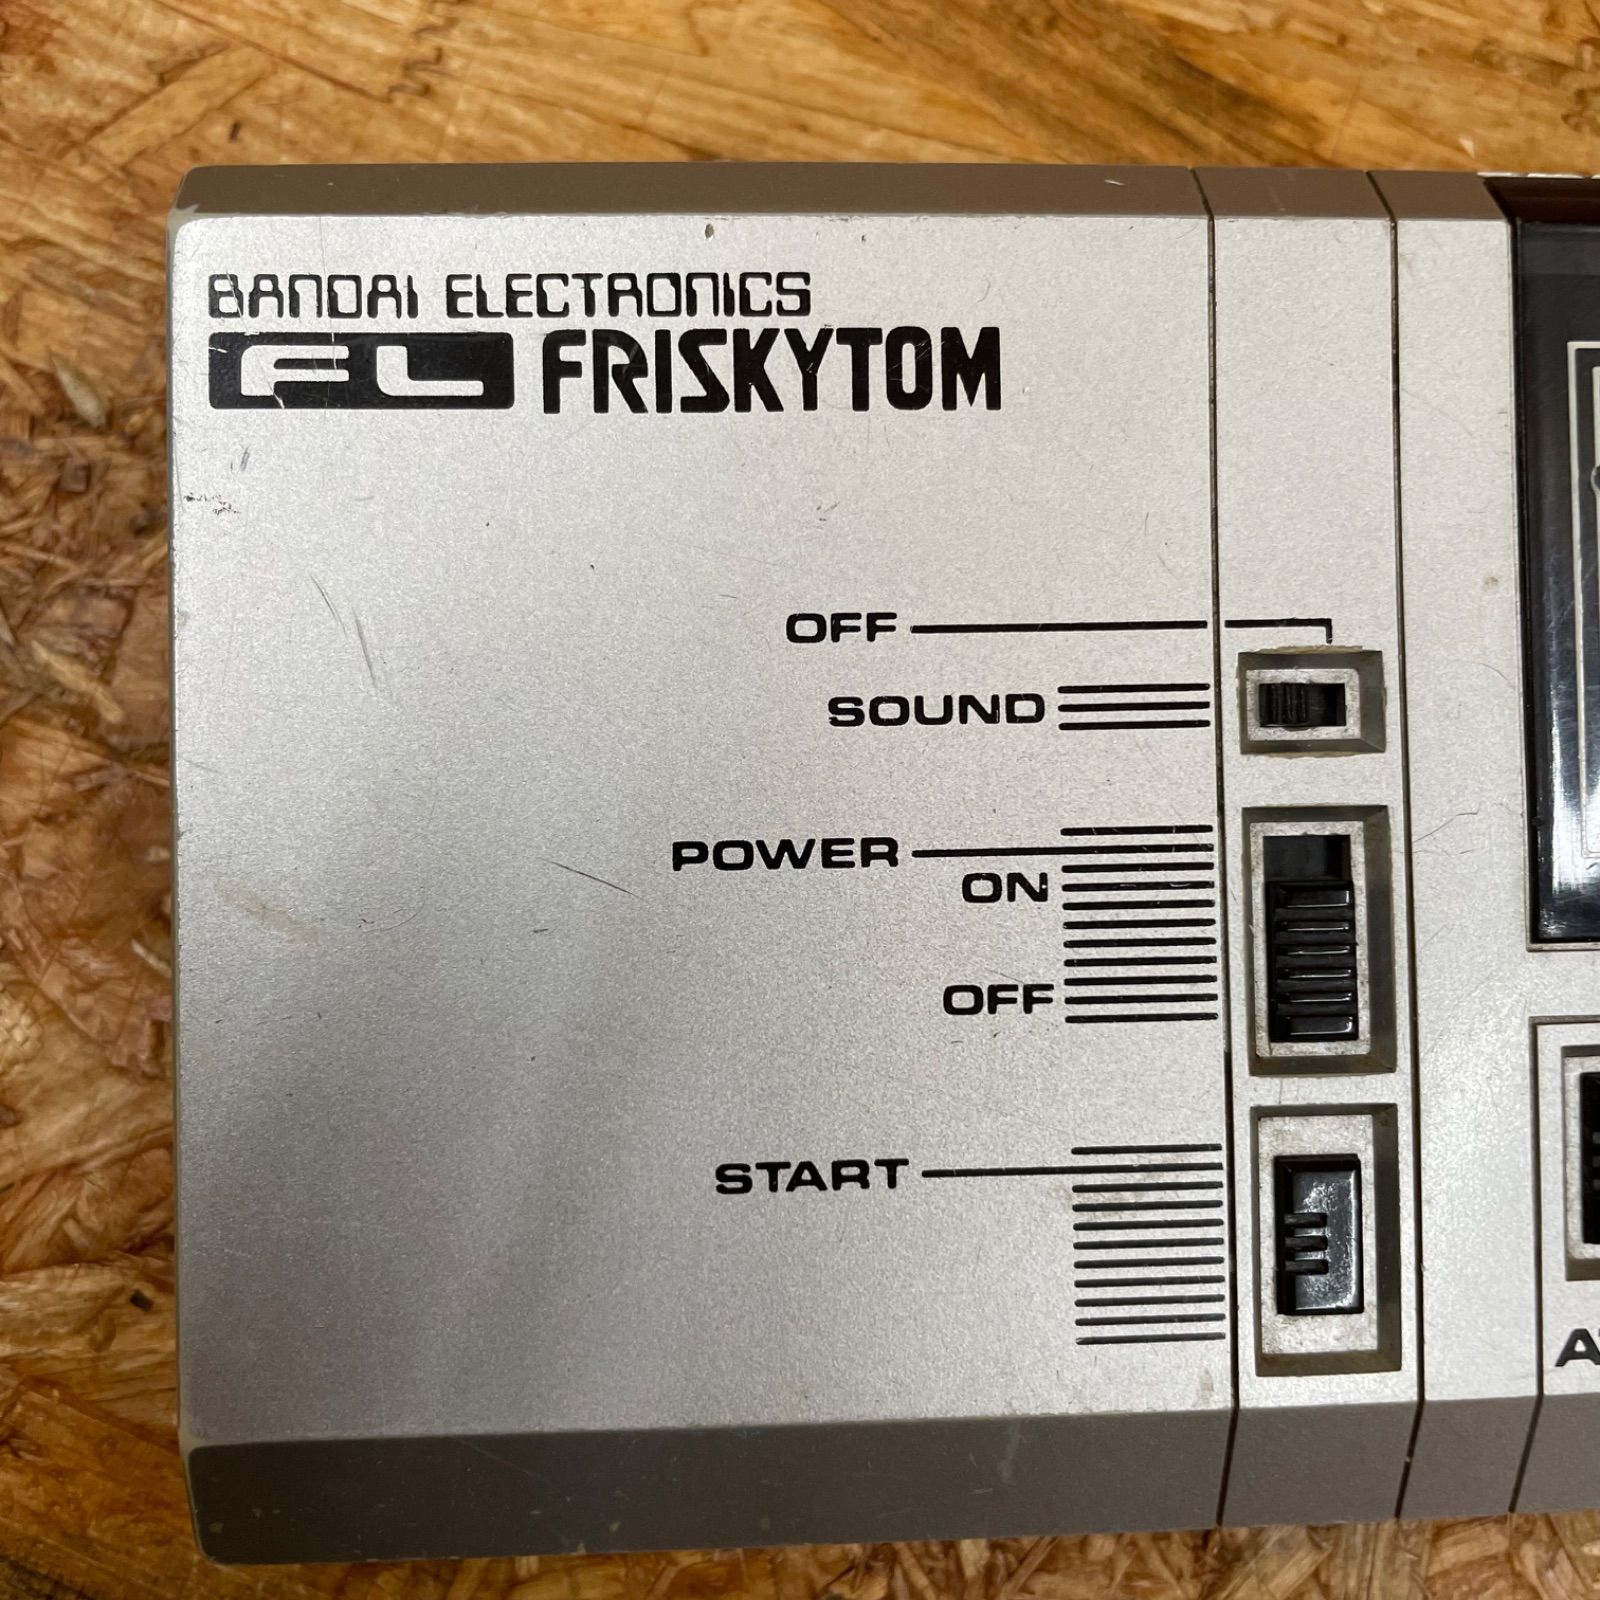 BANDAI ELECTRONICS
FL FRISKYTOM
OFF
SOUND
POWER
ON
OFF
START